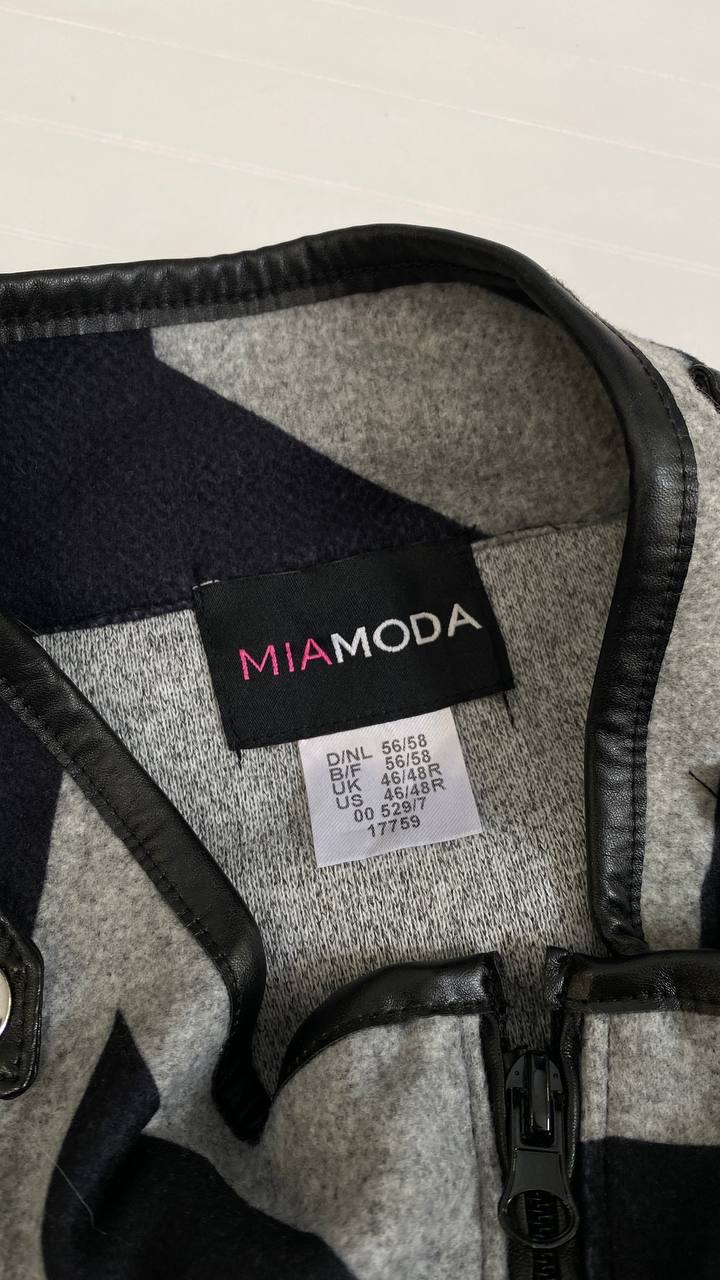 MIAMODA
D/NL 56/58
B/F 56/58
UK 46/48R
US 46/48R
00 529/7
17759